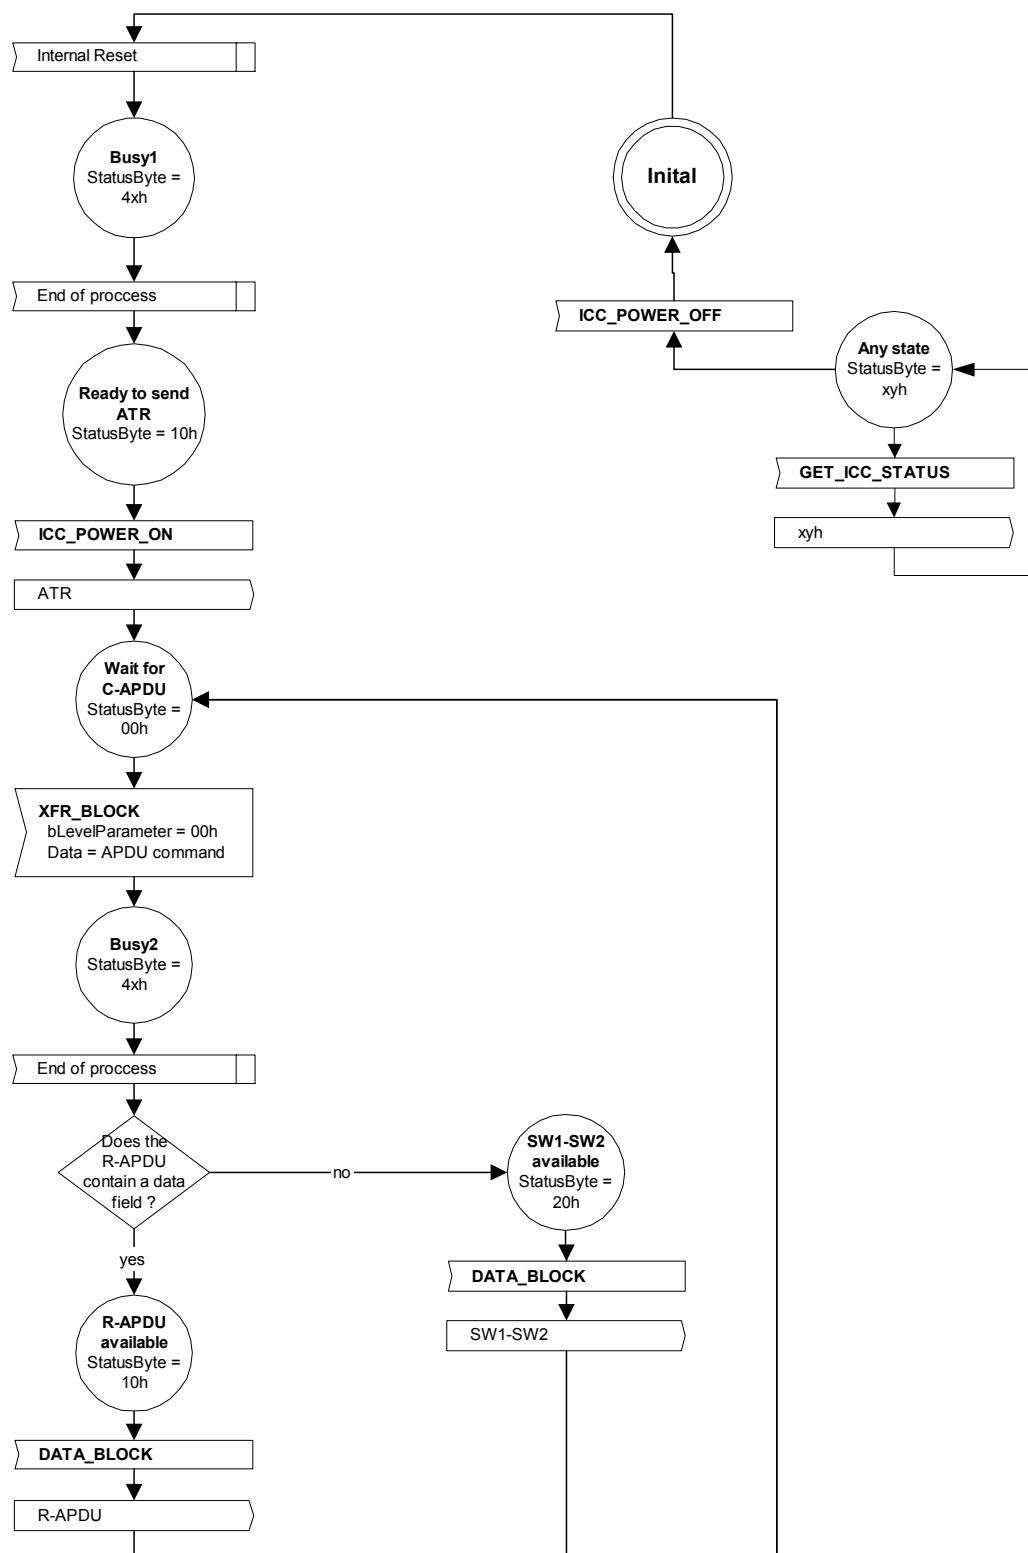 Internal Reset
Busy1
StatusByte =
4xh
Inital
End of proccess
ICC_POWER_OFF
Any state
StatusByte =
xyh
Ready to send
ATR
StatusByte = 10h
GET_ICC_STATUS
xyh
ICC_POWER_ON
ATR
Wait for
C-APDU
StatusByte =
00h
XFR_BLOCK
bLevelParameter = 00h
Data = APDU command
Busy2
StatusByte =
4xh
End of proccess
Does the
R-APDU
contain a data
field ?
no
SW1-SW2
available
StatusByte =
20h
yes
DATA_BLOCK
SW1-SW2
R-APDU
available
StatusByte =
10h
DATA_BLOCK
R-APDU